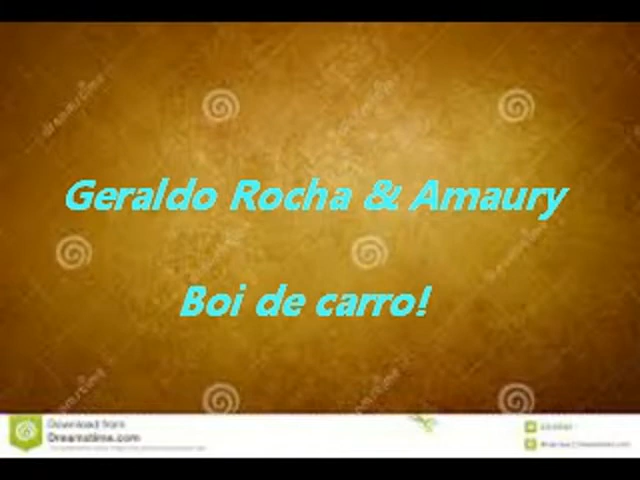 Geraldo Rocha & Amaury
Boi de carro!
Download from
Dreamstime.com